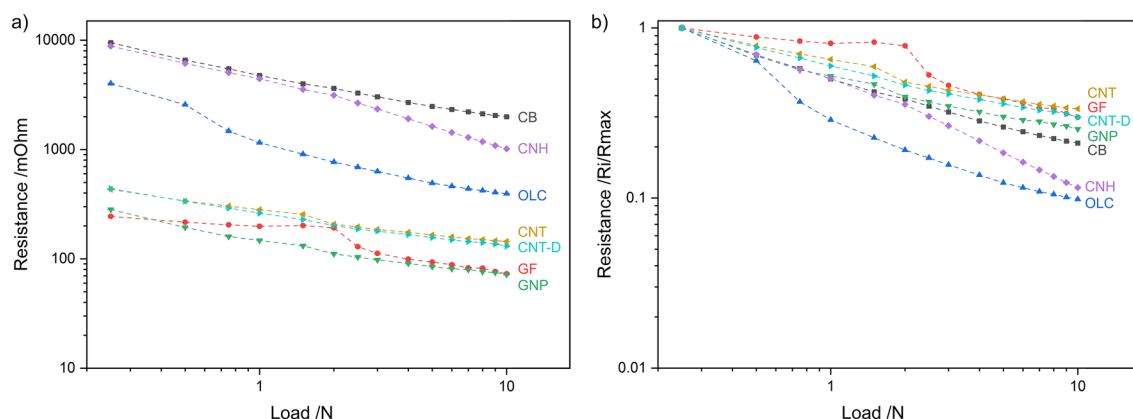 a)
10000
1000
100
10
Resistance /mOhm
1
10
Load /N
CB
CNH
OLC
CNT
CNT-D
GF
GNP
b)
1
0.1
0.01
Resistance /Ri/Rmax
1
10
Load /N
CNT
GF
CNT-D
GNP
CB
CNH
OLC